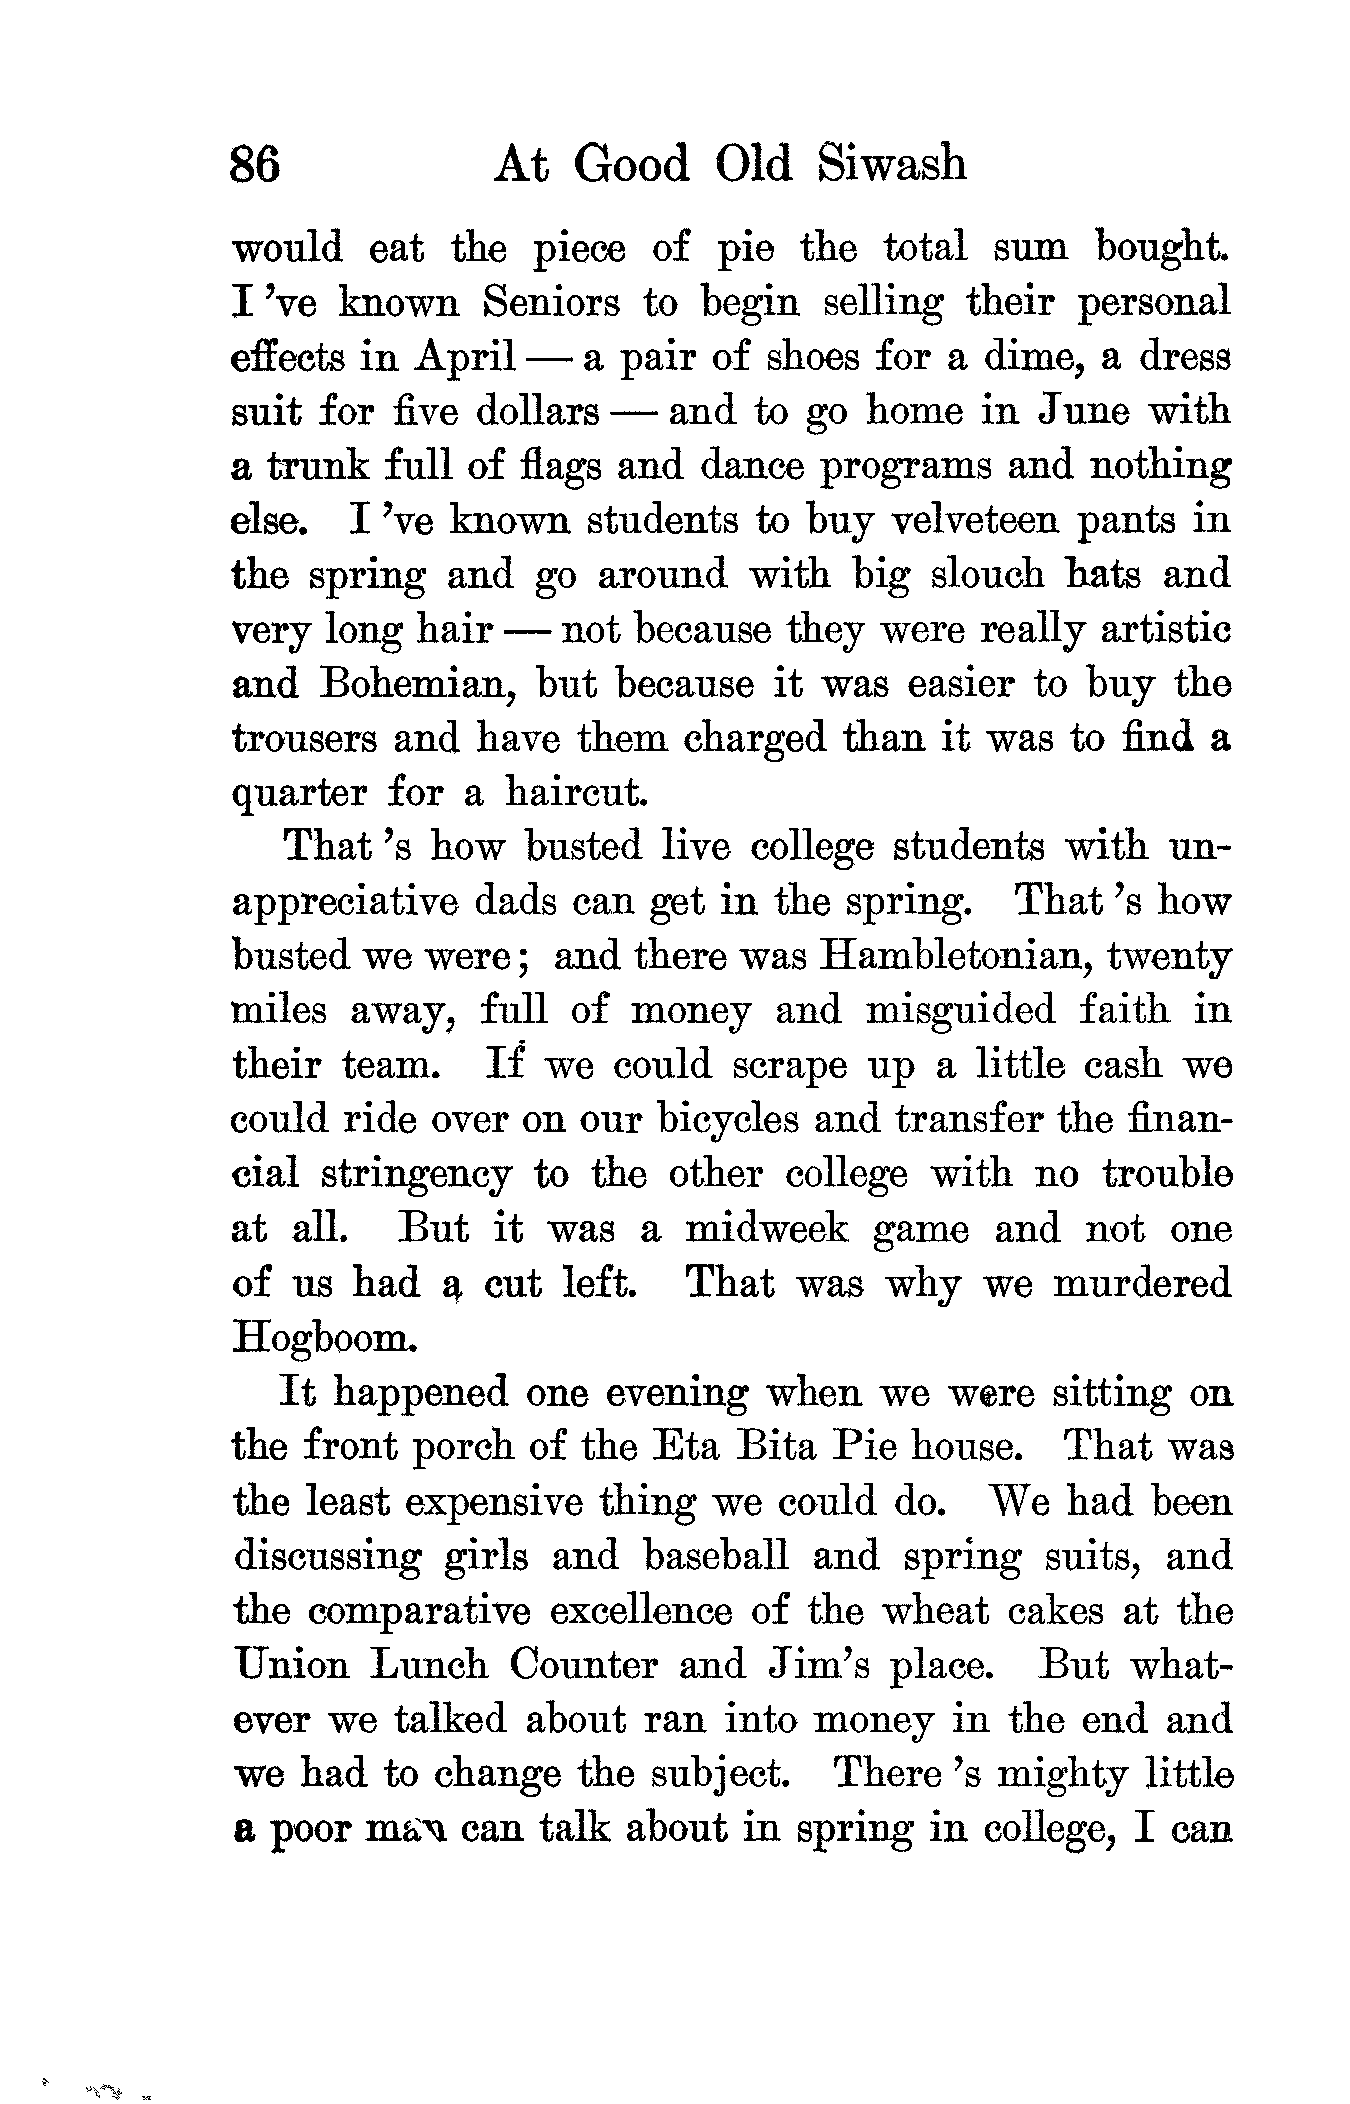 86 At Good Old Siwash
would eat the piece of pie the total sum bought.
I 've known Seniors to begin selling their personal
effects in April — a pair of shoes for a dime, a dress
suit for five dollars — and to go home in June with
a trunk full of flags and dance programs and nothing
else. I 've known students to buy velveteen pants in
the spring and go around with big slouch hats and
very long hair — not because they were really artistic
and Bohemian, but because it was easier to buy the
trousers and have them charged than it was to find a
quarter for a haircut.
That 's how busted live college students with un-
appreciative dads can get in the spring. That 's how
busted we were; and there was Hambletonian, twenty
miles away, full of money and misguided faith in
their team. If we could scrape up a little cash we
could ride over on our bicycles and transfer the finan-
cial stringency to the other college with no trouble
at all. But it was a midweek game and not one
of us had a cut left. That was why we murdered
Hogboom.
It happened one evening when we were sitting on
the front porch of the Eta Bita Pie house. That was
the least expensive thing we could do. We had been
discussing girls and baseball and spring suits, and
the comparative excellence of the wheat cakes at the
Union Lunch Counter and Jim's place. But what-
ever we talked about ran into money in the end and
we had to change the subject. There 's mighty little
a poor man can talk about in spring in college, I can